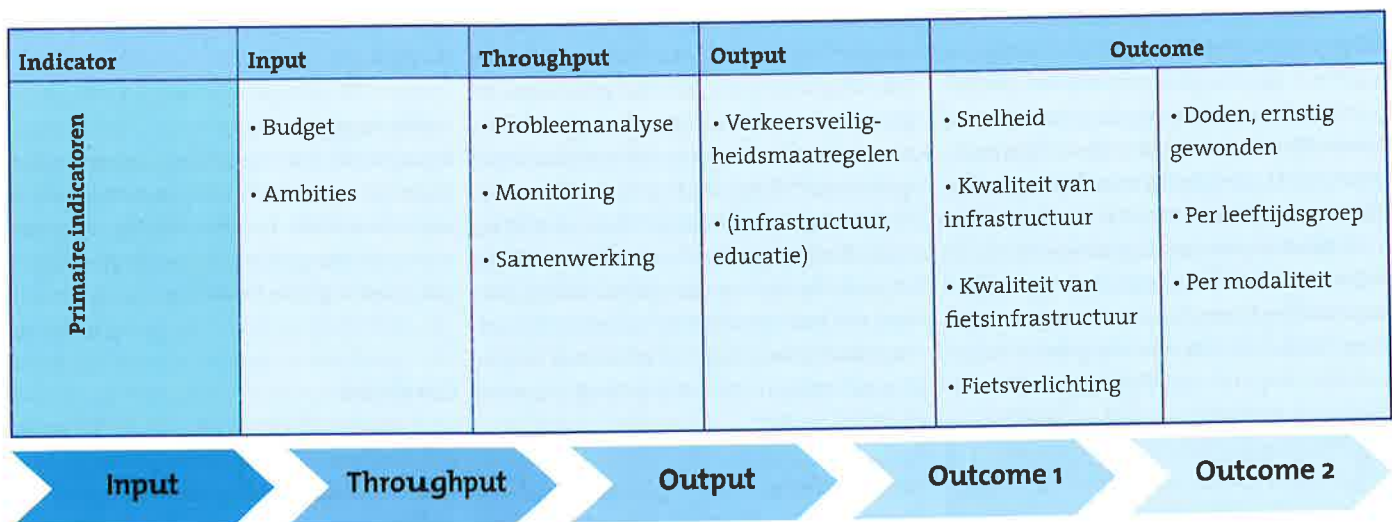 Indicator
Input
Throughput
Output
Outcome
Primaire indicatoren
• Budget
• Ambities
• Probleemanalyse
• Monitoring
• Samenwerking
• Verkeersveilig-
heidsmaatregelen
• (infrastructuur,
educatie)
• Snelheid
• Kwaliteit van
infrastructuur
• Kwaliteit van
fietsinfrastructuur
• Fietsverlichting
• Doden, ernstig
gewonden
• Per leeftijdsgroep
• Per modaliteit
Input
Throughput
Output
Outcome 1
Outcome 2